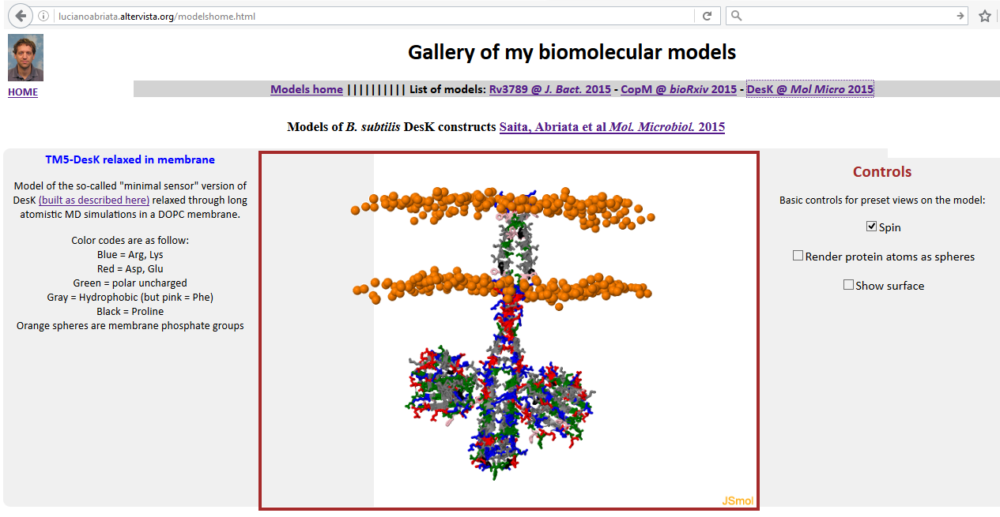 lucianoabriata.altervista.org/modelshome.html
Gallery of my biomolecular models
HOME
Models home |||||||||| List of models: Rv3789 @ J. Bact. 2015 - CopM @ bioRxiv 2015 - DesK @ Mol Micro 2015
Models of B. subtilis DesK constructs Saita, Abriata et al Mol. Microbiol. 2015
TM5-DesK relaxed in membrane
Model of the so-called "minimal sensor" version of
DesK (built as described here) relaxed through long
atomistic MD simulations in a DOPC membrane.
Color codes are as follow:
Blue = Arg, Lys
Red = Asp, Glu
Green = polar uncharged
Gray = Hydrophobic (but pink = Phe)
Black = Proline
Orange spheres are membrane phosphate groups
JSmol
Controls
Basic controls for preset views on the model:
Spin
Render protein atoms as spheres
Show surface